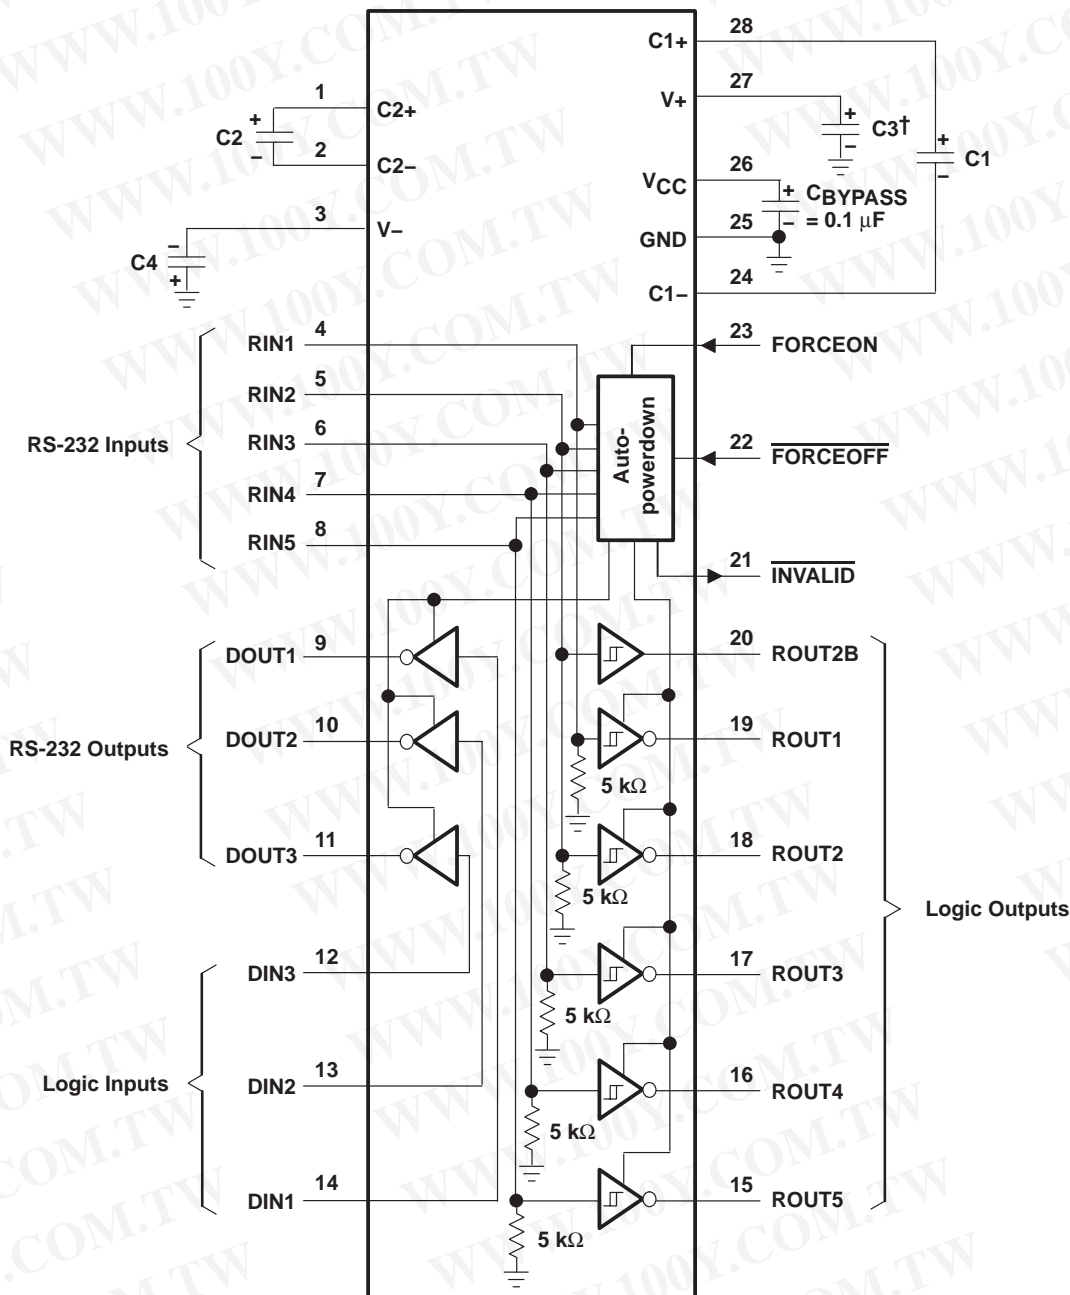 28
C1+
27
1
V+
+
C2+
+
C3†
+
C2
–
C1
–
2
–
C2–
26
VCC
+
CBYPASS
= 0.1 μF
–
3
25
V–
GND
–
C4
+
24
C1–
4
RIN1
23
FORCEON
5
RIN2
6
RIN3
RS-232 Inputs
Auto-
powerdown
22
FORCEOFF
7
RIN4
8
RIN5
21
INVALID
9
DOUT1
20
ROUT2B
10
DOUT2
RS-232 Outputs
19
ROUT1
5 kΩ
11
DOUT3
18
ROUT2
5 kΩ
Logic Outputs
12
DIN3
17
ROUT3
5 kΩ
13
DIN2
Logic Inputs
16
ROUT4
5 kΩ
14
DIN1
15
ROUT5
5 kΩ
WWW.100Y.COM.TW